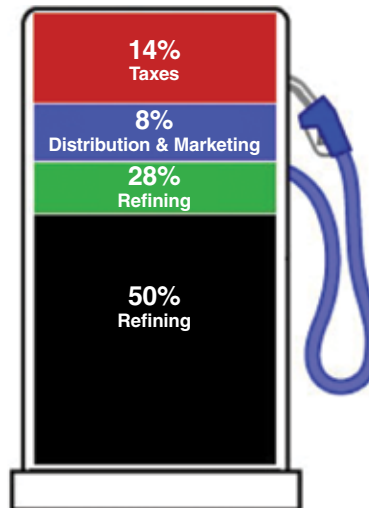 14%
Taxes
8%
Distribution & Marketing
28%
Refining
50%
Refining